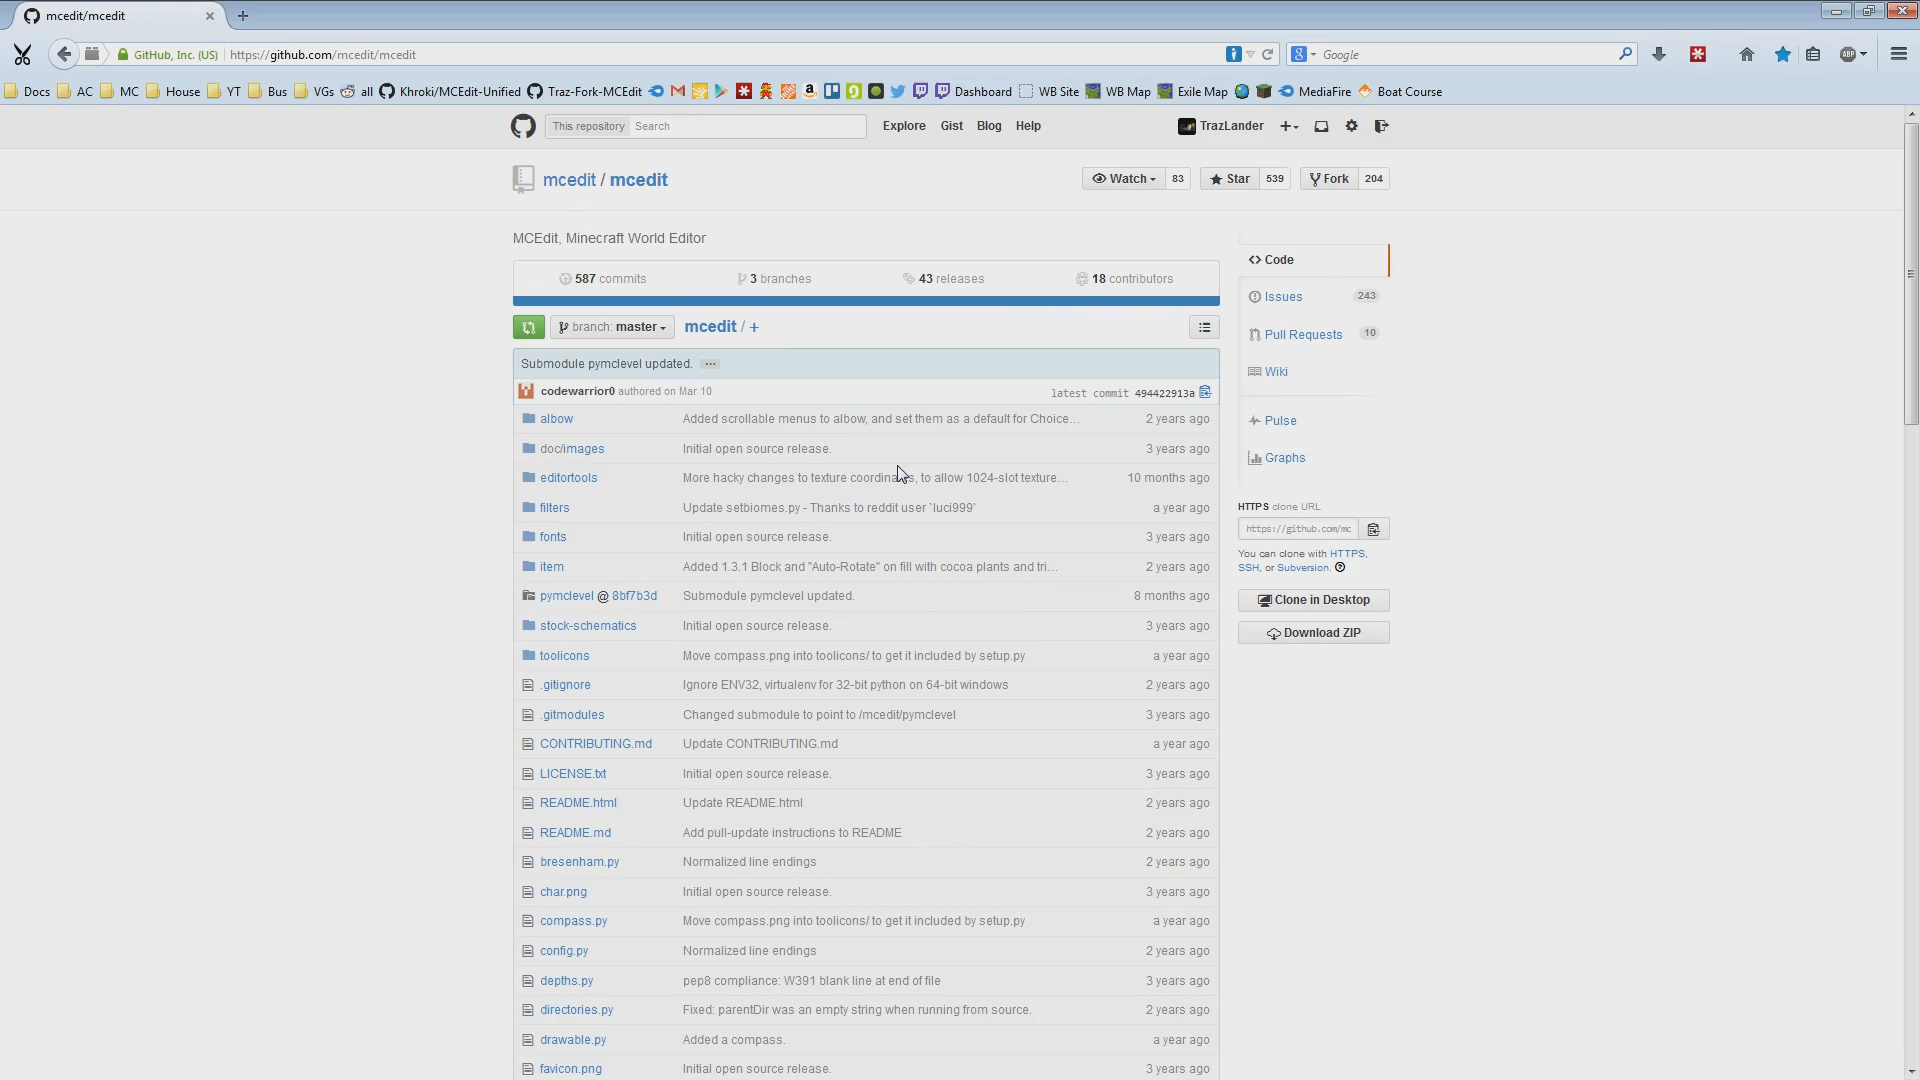 mcedit/mcedit
GitHub, Inc. (US) https://github.com/mcedit/mcedit
Google
Docs AC MC House YT Bus VGs all Khroki/MCEdit-Unified Traz-Fork-MCEdit Dashboard WB Site WB Map Exile Map MediaFire Boat Course
This repository Search Explore Gist Blog Help TrazLander
mcedit / mcedit Watch 83 Star 539 Fork 204
MCEdit, Minecraft World Editor
587 commits 3 branches 43 releases 18 contributors
branch: master mcedit / +
Submodule pymclevel updated. ...
codewarrior0 authored on Mar 10 latest commit 494422913a
albow Added scrollable menus to albow, and set them as a default for Choice... 2 years ago
doc/images Initial open source release. 3 years ago
editortools More hacky changes to texture coordinates, to allow 1024-slot texture... 10 months ago
filters Update setbiomes.py - Thanks to reddit user `luci999` a year ago
fonts Initial open source release. 3 years ago
item Added 1.3.1 Block and "Auto-Rotate" on fill with cocoa plants and tri... 2 years ago
pymclevel @ 8bf7b3d Submodule pymclevel updated. 8 months ago
stock-schematics Initial open source release. 3 years ago
toolicons Move compass.png into toolicons/ to get it included by setup.py a year ago
.gitignore Ignore ENV32, virtualenv for 32-bit python on 64-bit windows 2 years ago
.gitmodules Changed submodule to point to /mcedit/pymclevel 3 years ago
CONTRIBUTING.md Update CONTRIBUTING.md a year ago
LICENSE.txt Initial open source release. 3 years ago
README.html Update README.html 2 years ago
README.md Add pull-update instructions to README 2 years ago
bresenham.py Normalized line endings 2 years ago
char.png Initial open source release. 3 years ago
compass.py Move compass.png into toolicons/ to get it included by setup.py a year ago
config.py Normalized line endings 2 years ago
depths.py pep8 compliance: W391 blank line at end of file 3 years ago
directories.py Fixed: parentDir was an empty string when running from source. 2 years ago
drawable.py Added a compass. a year ago
favicon.png Initial open source release. 3 years ago
Code
Issues 243
Pull Requests 10
Wiki
Pulse
Graphs
HTTPS clone URL
https://github.com/mc
You can clone with HTTPS,
SSH, or Subversion.
Clone in Desktop
Download ZIP